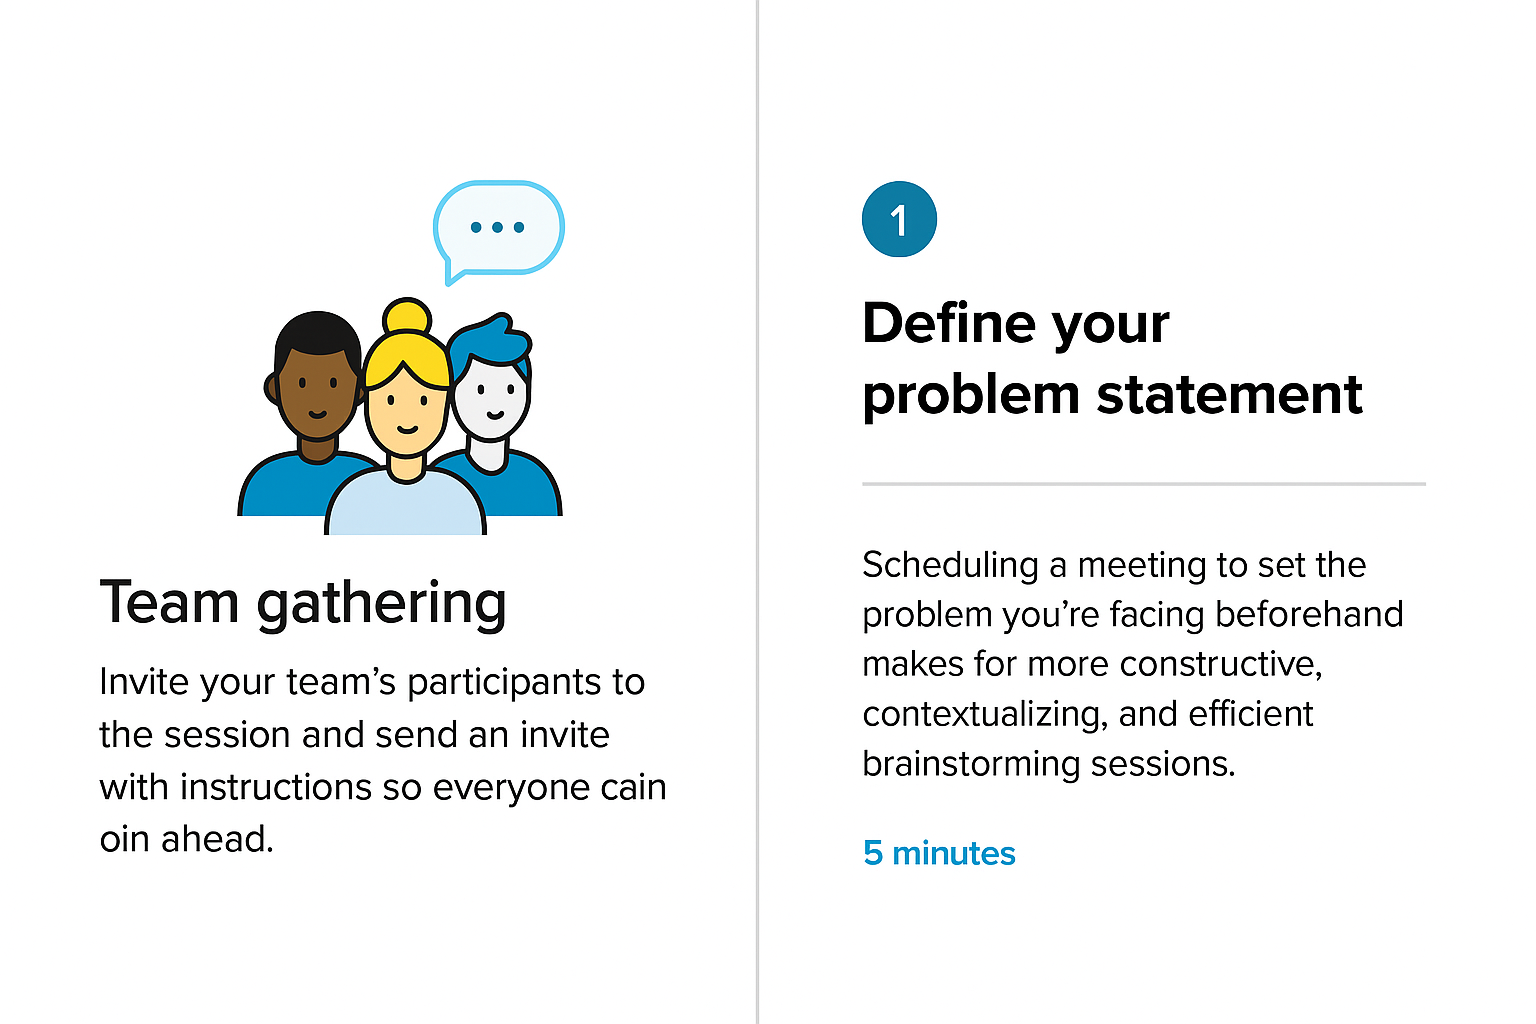 Team gathering
Invite your team’s participants to
the session and send an invite
with instructions so everyone cain
oin ahead.
1
Define your
problem statement
Scheduling a meeting to set the
problem you’re facing beforehand
makes for more constructive,
contextualizing, and efficient
brainstorming sessions.
5 minutes